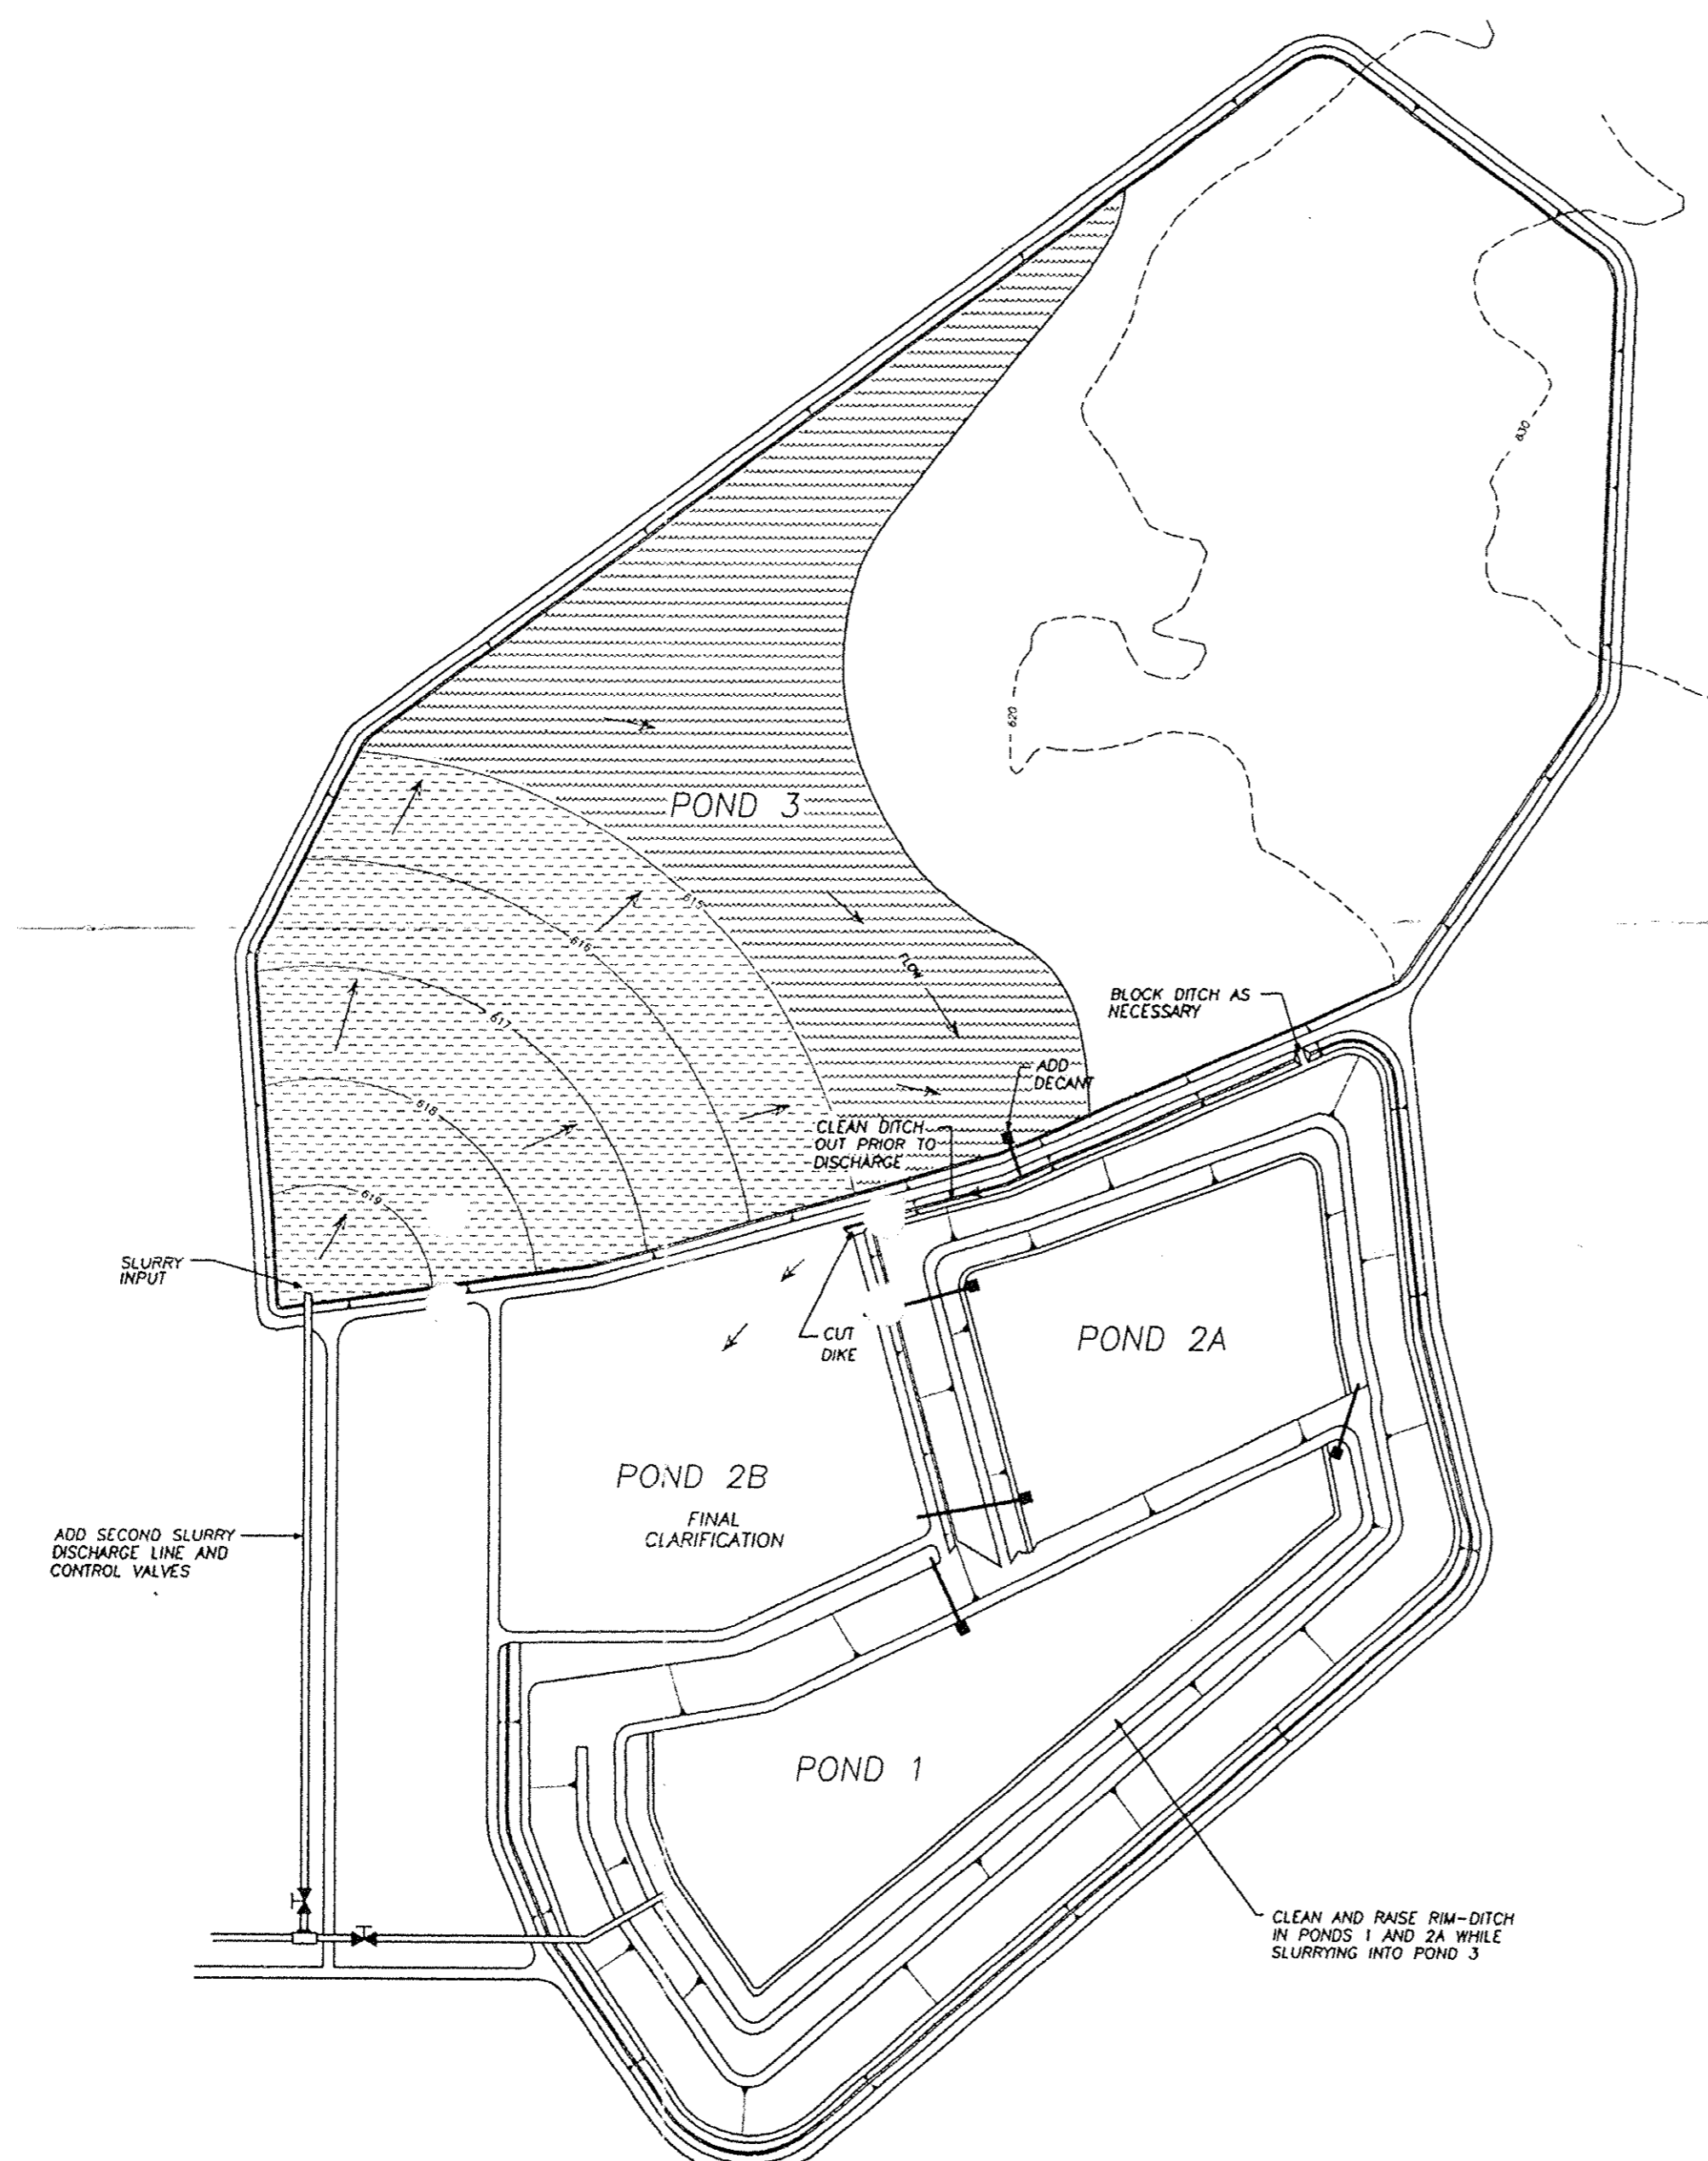 830
620
POND 3
615
616
FLOW
617
BLOCK DITCH AS
NECESSARY
ADD
DECANT
618
CLEAN DITCH
OUT PRIOR TO
DISCHARGE
619
SLURRY
INPUT
CUT
DIKE
POND 2A
POND 2B
FINAL
CLARIFICATION
ADD SECOND SLURRY
DISCHARGE LINE AND
CONTROL VALVES
POND 1
CLEAN AND RAISE RIM-DITCH
IN PONDS 1 AND 2A WHILE
SLURRYING INTO POND 3